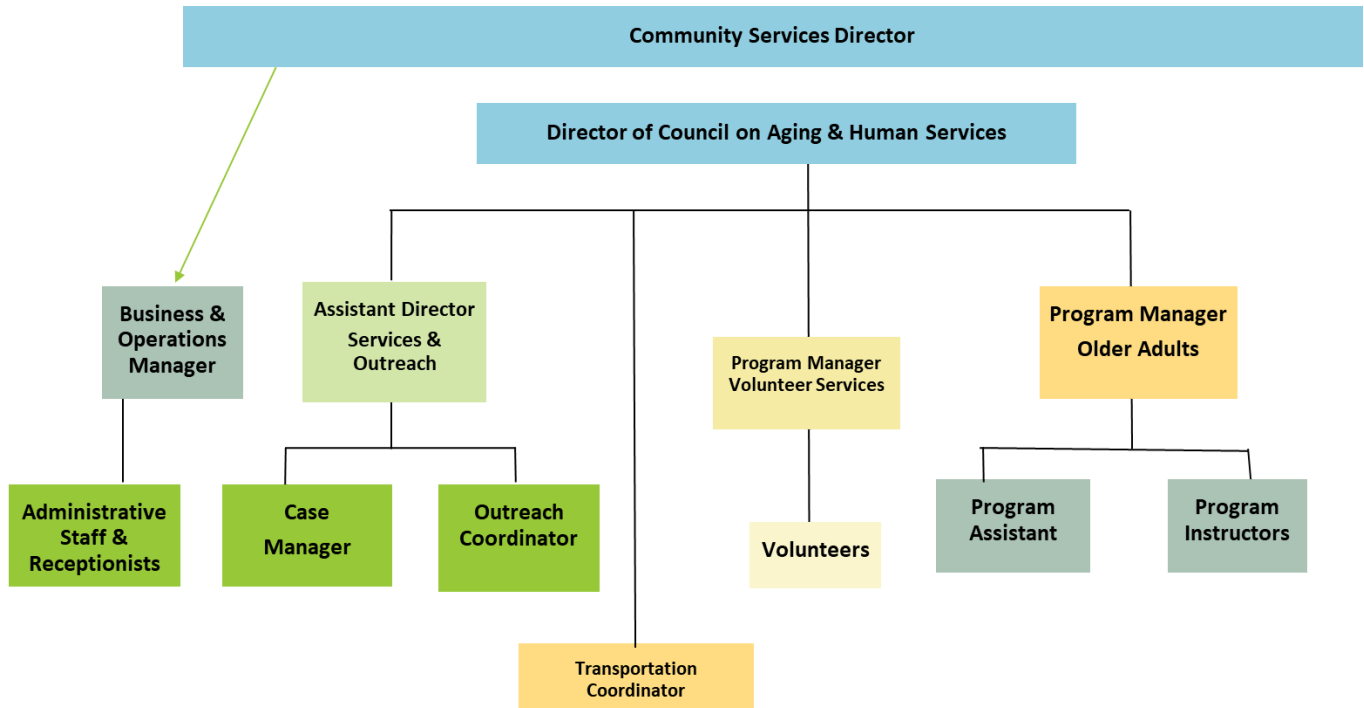 Community Services Director
Director of Council on Aging & Human Services
Business &
Operations
Manager
Assistant Director
Services &
Outreach
Program Manager
Volunteer Services
Program Manager
Older Adults
Administrative
Staff &
Receptionists
Case
Manager
Outreach
Coordinator
Volunteers
Program
Assistant
Program
Instructors
Transportation
Coordinator